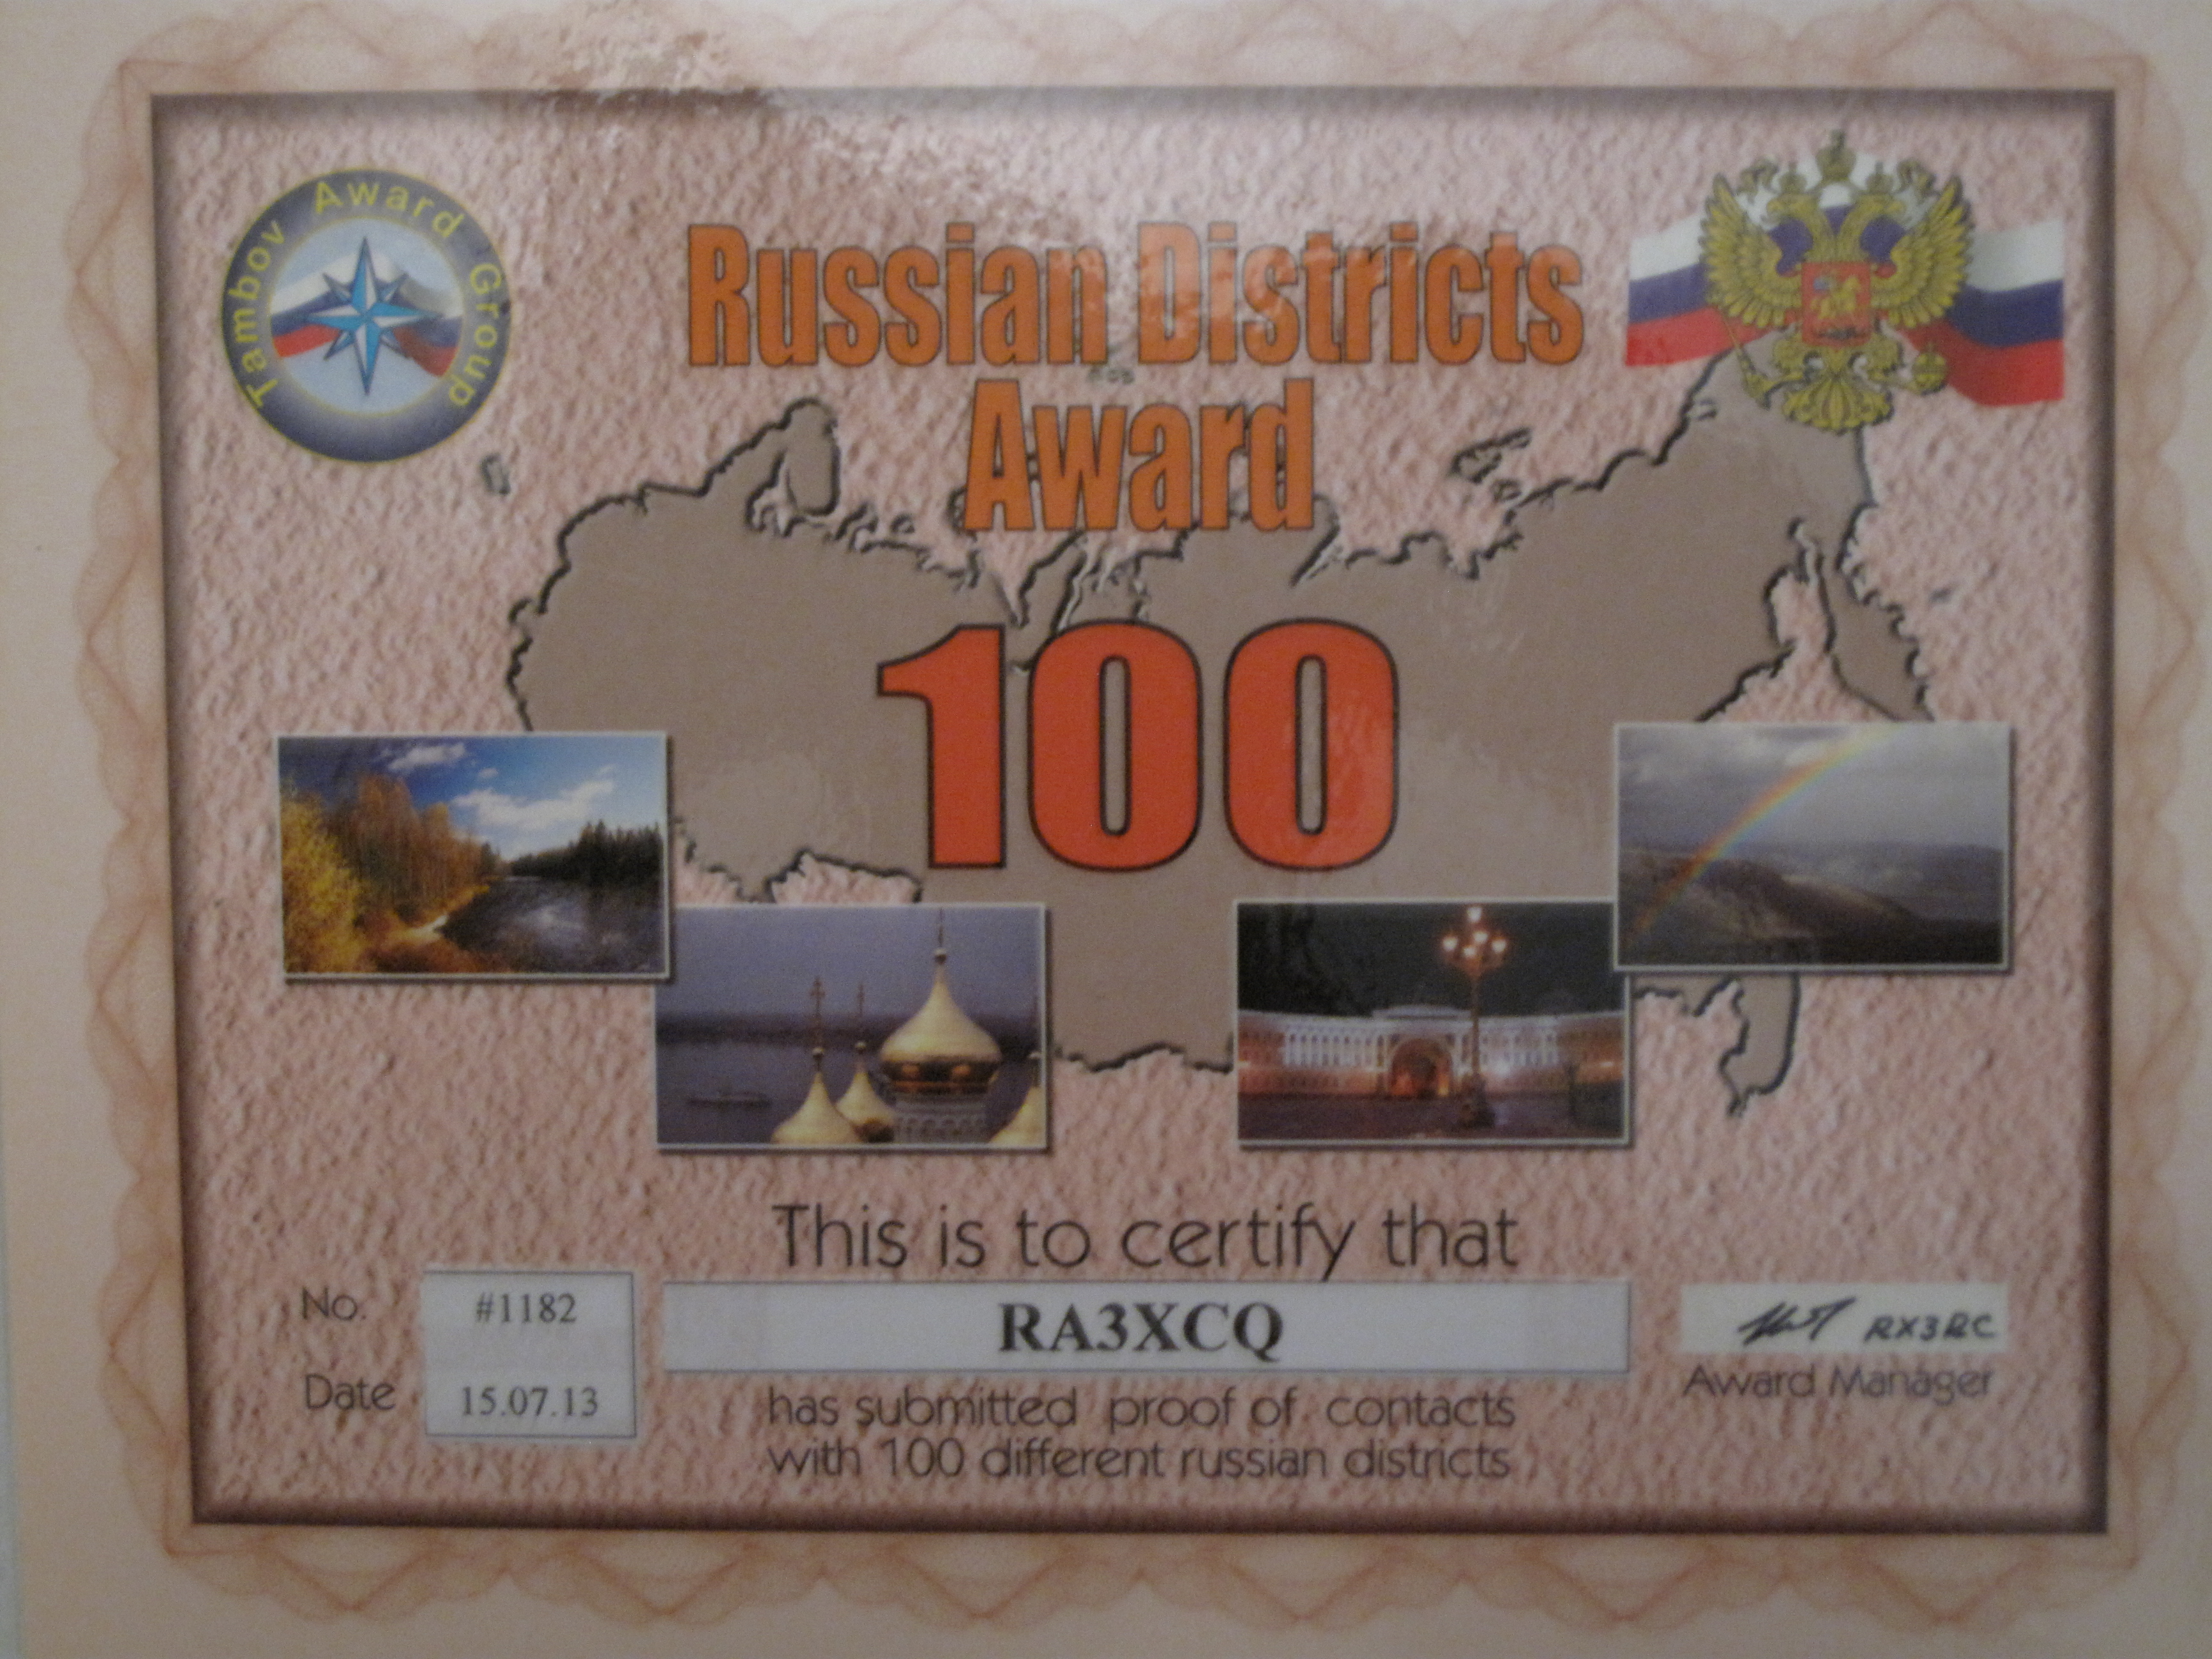 Tambov Award Group
Russian Districts
Award
100
This is to certify that
No. #1182
RA3XCQ
RX3RC
Award Manager
Date 15.07.13
has submitted proof of contacts
with 100 different russian districts